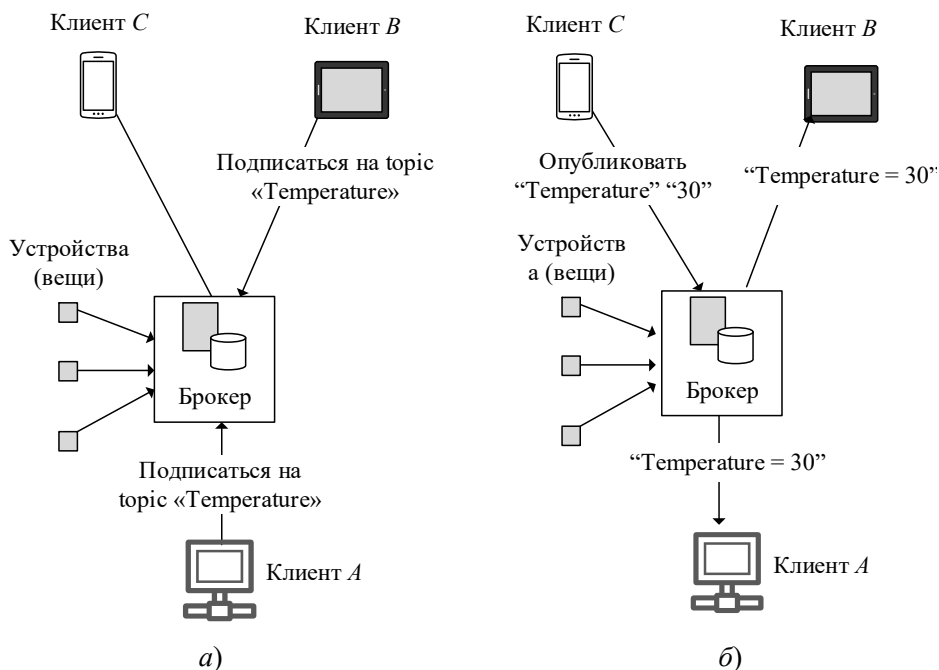 Клиент C
Клиент B
Подписаться на topic
«Temperature»
Устройства
(вещи)
Брокер
Подписаться на
topic «Temperature»
Клиент A
а)
Клиент C
Клиент B
Опубликовать
“Temperature” “30”
“Temperature = 30”
Устройств
а (вещи)
Брокер
“Temperature = 30”
Клиент A
б)